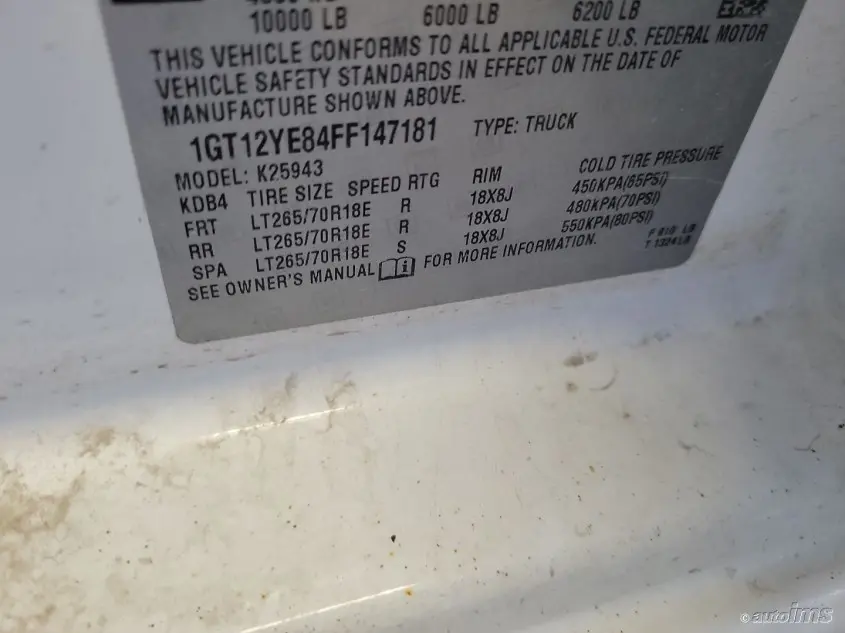 10000 LB 6000 LB 6200 LB
THIS VEHICLE CONFORMS TO ALL APPLICABLE U.S. FEDERAL MOTOR
VEHICLE SAFETY STANDARDS IN EFFECT ON THE DATE OF
MANUFACTURE SHOWN ABOVE.
1GT12YE84FF147181 TYPE: TRUCK
MODEL: K25943
KDB4 TIRE SIZE SPEED RTG RIM COLD TIRE PRESSURE
FRT LT265/70R18E R 18X8J 450KPA(65PSI)
RR LT265/70R18E R 18X8J 480KPA(70PSI)
SPA LT265/70R18E S 18X8J 550KPA(80PSI)
SEE OWNER'S MANUAL FOR MORE INFORMATION.
T 1324 LB
© autoims